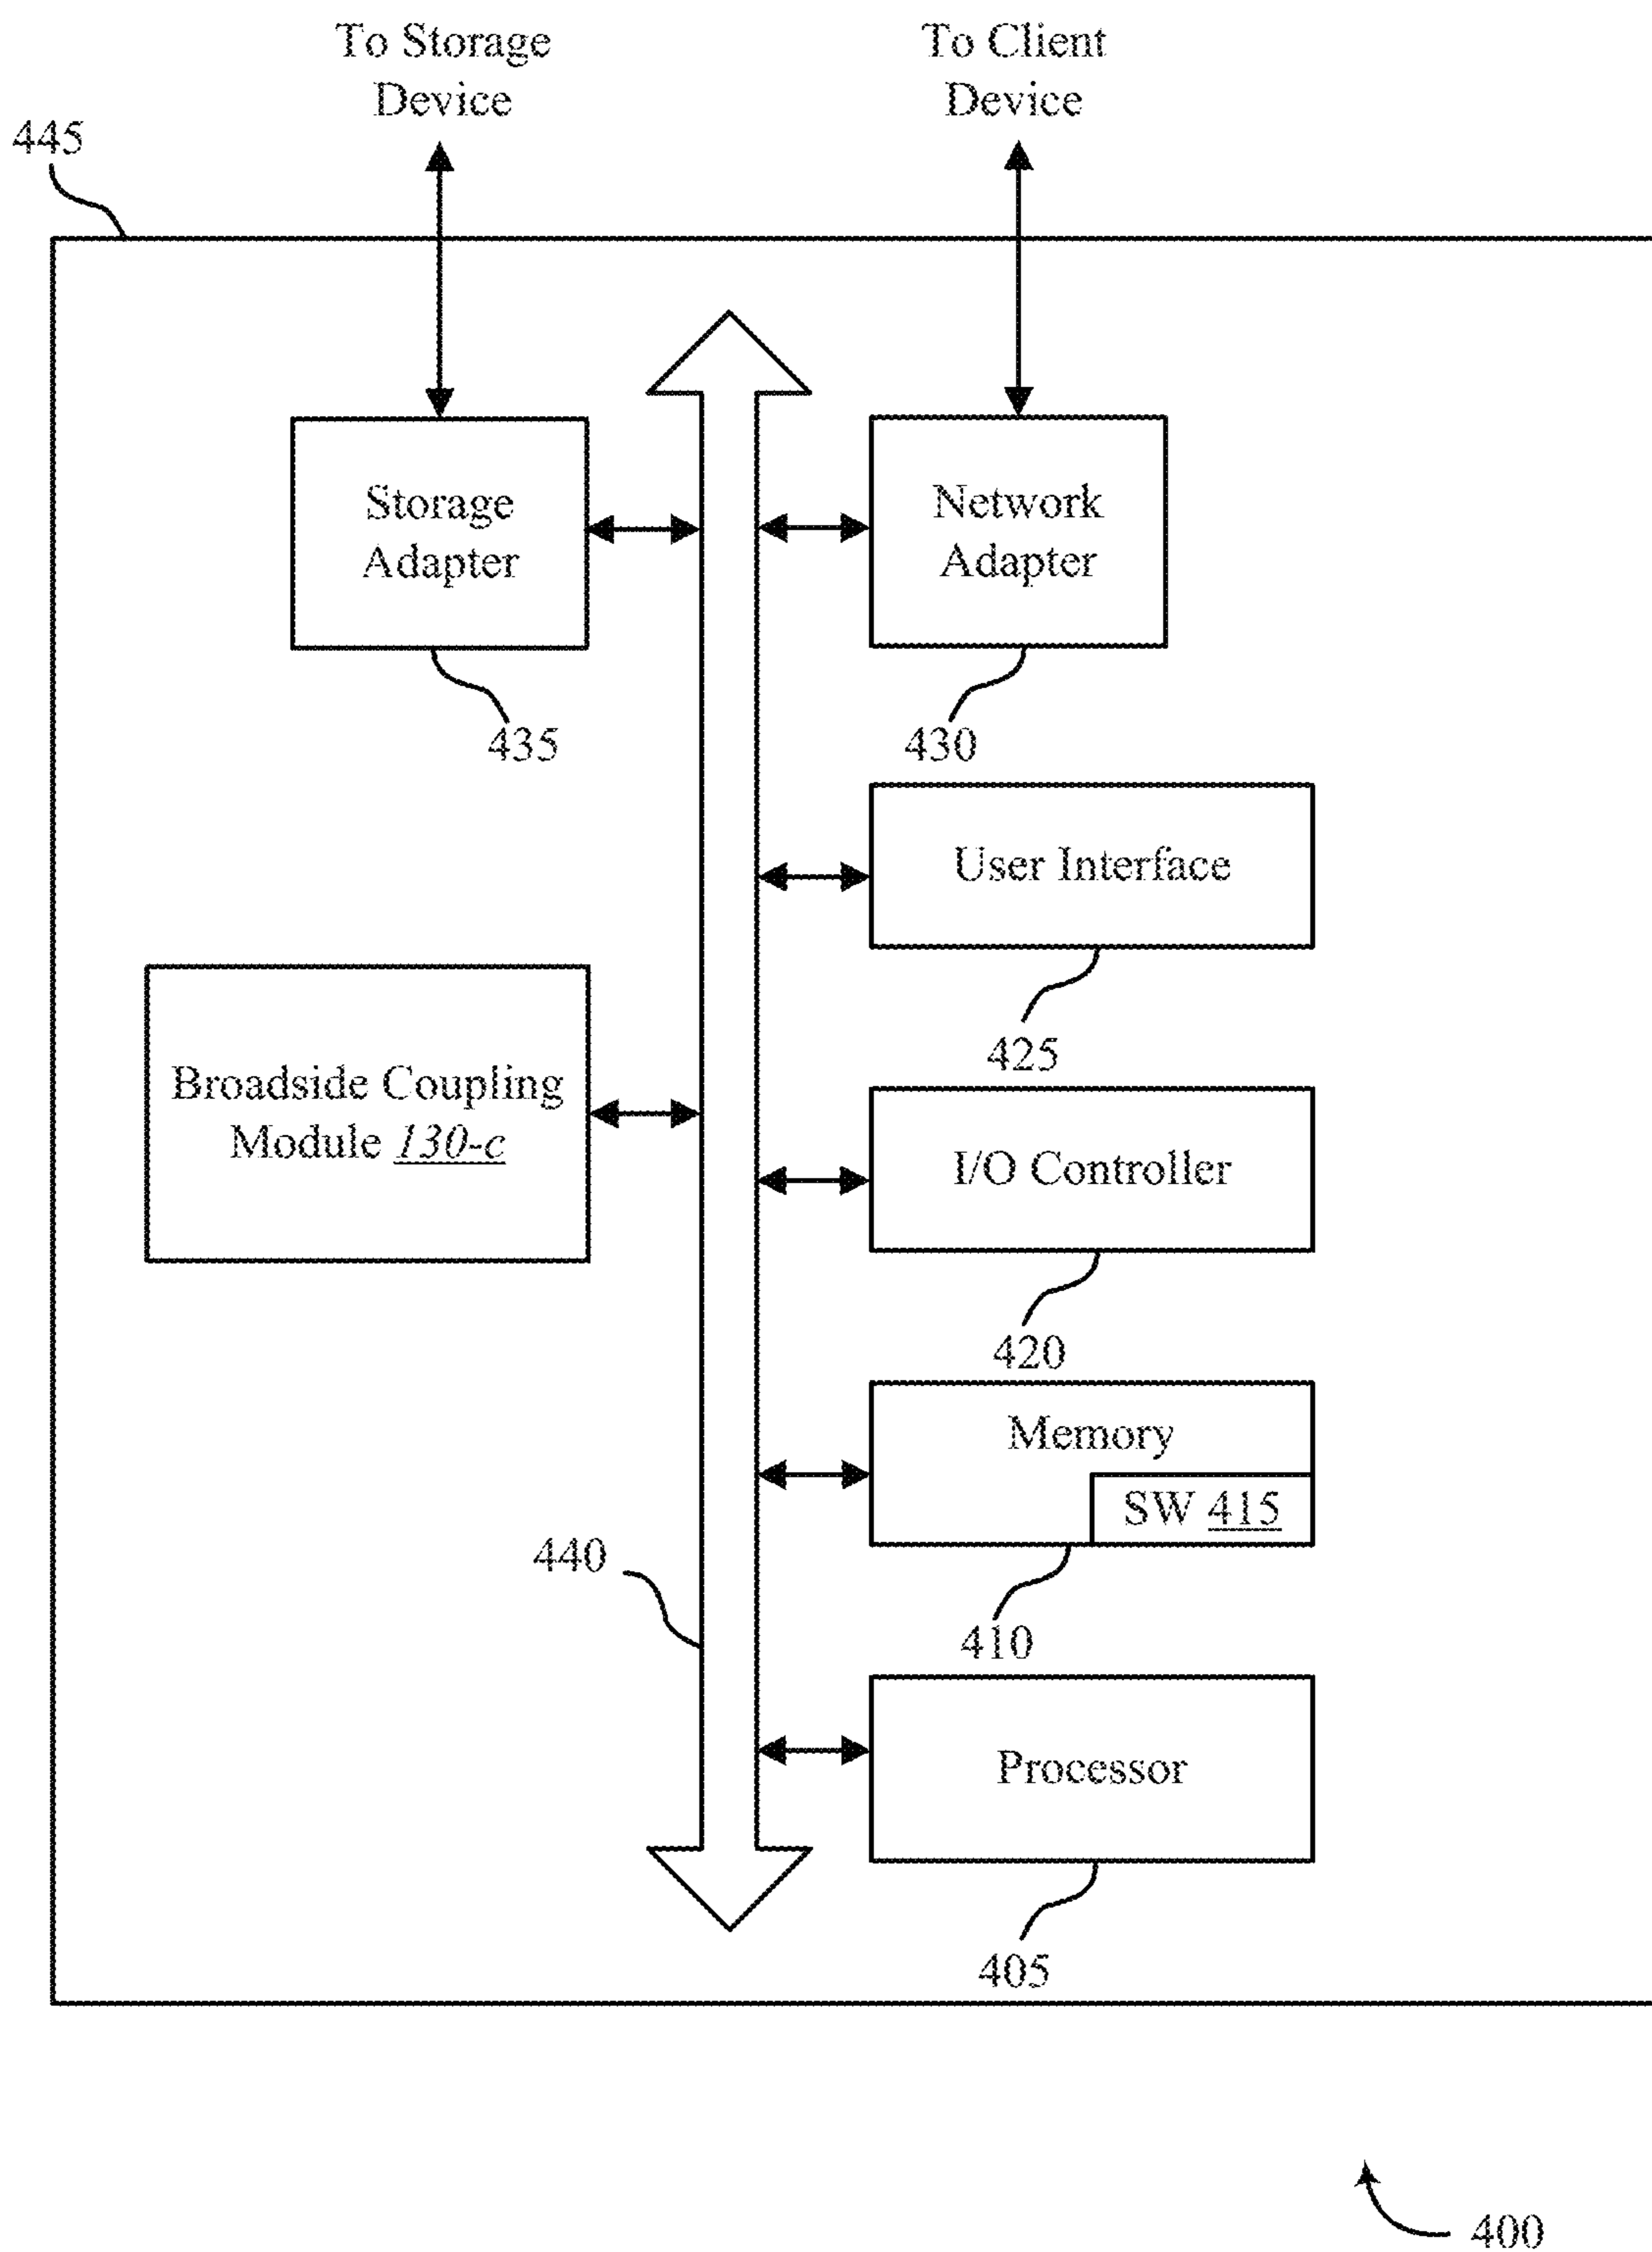 To Storage
Device
To Client
Device
445
Storage
Adapter
435
Network
Adapter
430
User Interface
425
Broadside Coupling
Module 130-c
I/O Controller
420
Memory
SW 415
410
440
Processor
405
400